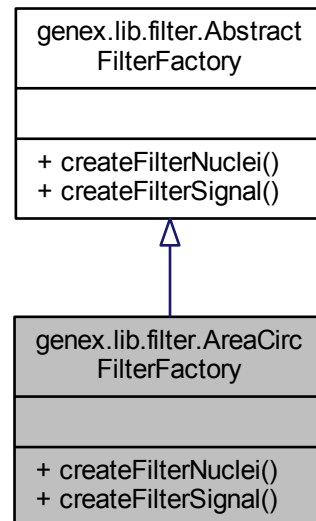 genex.lib.filter.Abstract
FilterFactory
+ createFilterNuclei()
+ createFilterSignal()
genex.lib.filter.AreaCirc
FilterFactory
+ createFilterNuclei()
+ createFilterSignal()